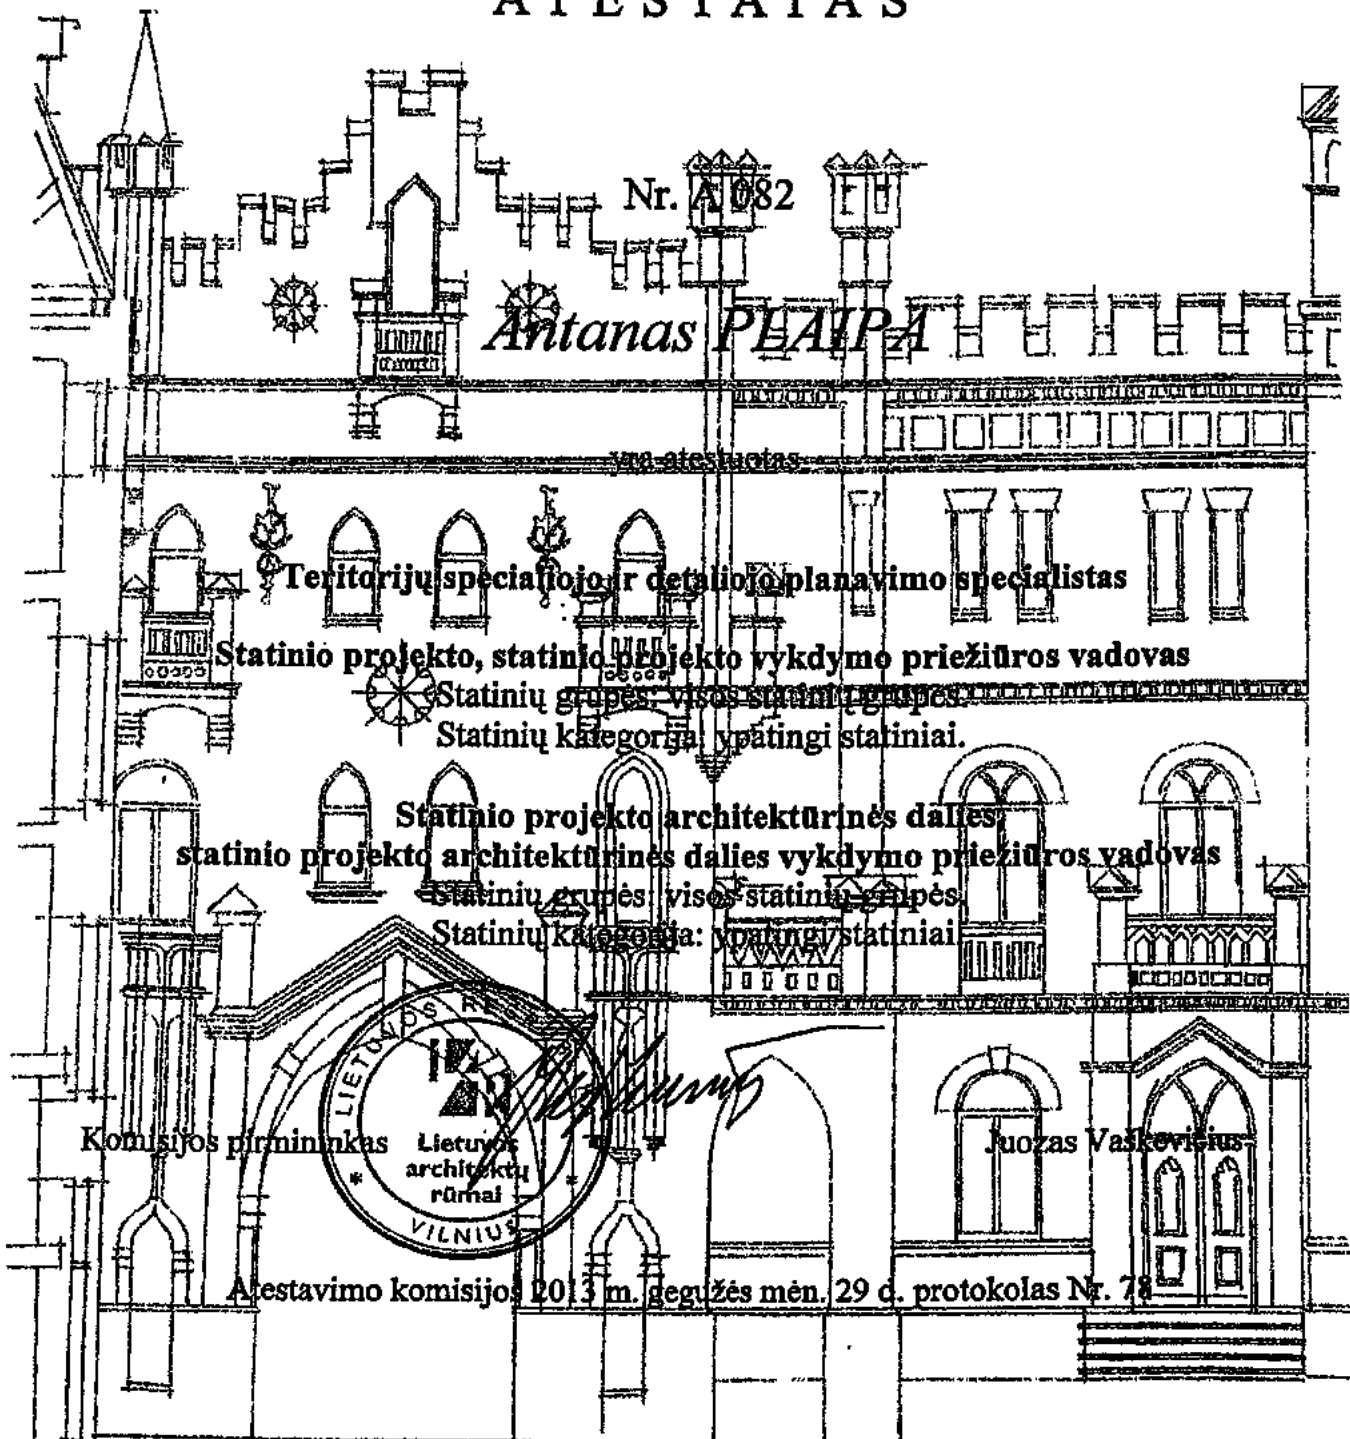 ATESTATAS
Nr. A 082
Antanas PLAIPA
yra atestuotas
Teritorijų specialiojo ir detaliojo planavimo specialistas
Statinio projekto, statinio projekto vykdymo priežiūros vadovas
Statinių grupės: visos statinių grupės.
Statinių kategorija: ypatingi statiniai.
Statinio projekto architektūrinės dalies,
statinio projekto architektūrinės dalies vykdymo priežiūros vadovas
Statinių grupės: visos statinių grupės.
Statinių kategorija: ypatingi statiniai.
LIETUVOS
Lietuvos
architektų
rūmai
VILNIUS
Komisijos pirmininkas
Juozas Vaškevičius
Atestavimo komisijos 2013 m. gegužės mėn. 29 d. protokolas Nr. 78